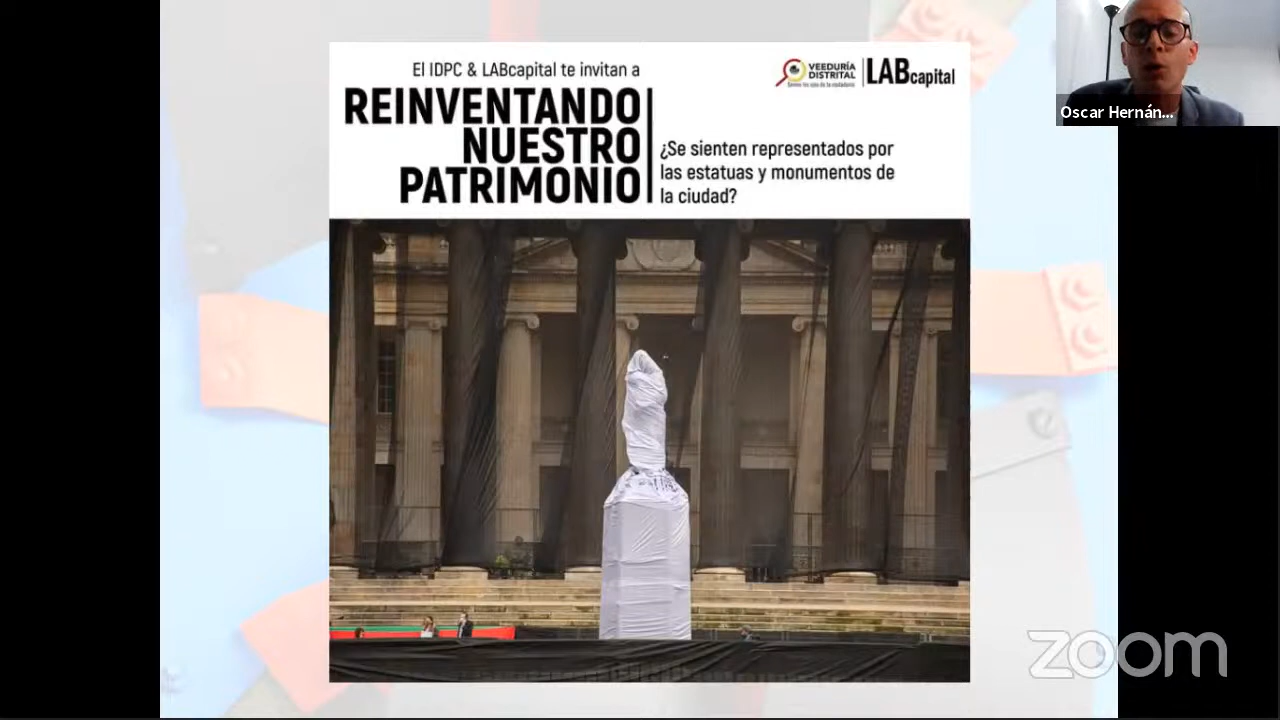 El IDPC & LABcapital te invitan a
REINVENTANDO
NUESTRO
PATRIMONIO
¿Se sienten representados por
las estatuas y monumentos de
la ciudad?
VEEDURÍA
DISTRITAL
LABcapital
Oscar Hernán...
zoom